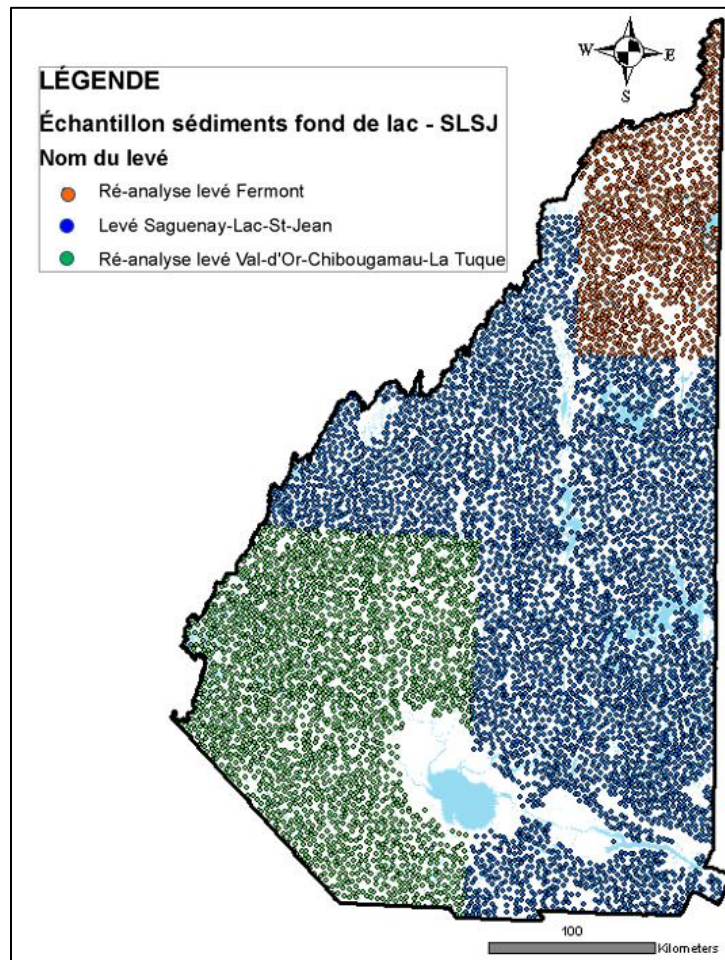 LÉGENDE
Échantillon sédiments fond de lac - SLSJ
Nom du levé
Ré-analyse levé Fermont
Levé Saguenay-Lac-St-Jean
Ré-analyse levé Val-d'Or-Chibougamau-La Tuque
W
E
S
100
Kilometers